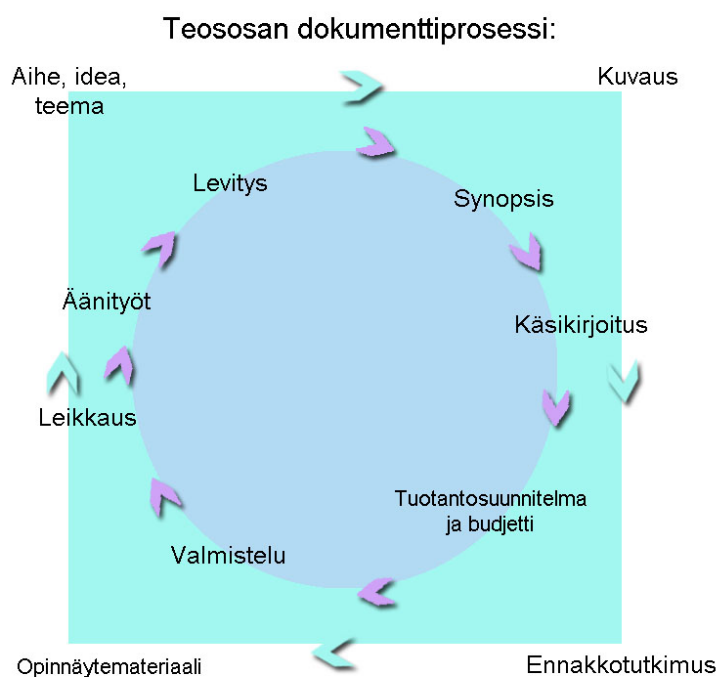 Teososan dokumenttiprosessi:
Aihe, idea,
teema
Kuvaus
Levitys
Synopsis
Äänityöt
Käsikirjoitus
Leikkaus
Tuotantosuunnitelma
ja budjetti
Valmistelu
Opinnäytemateriaali
Ennakkotutkimus